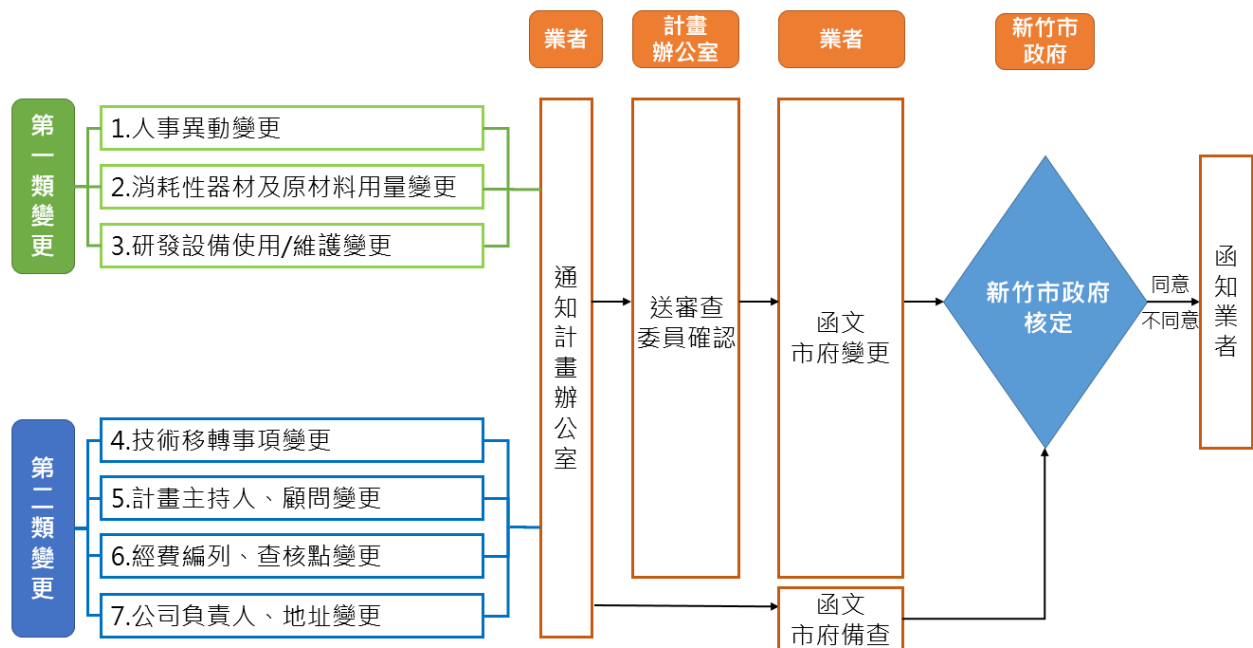 業者
計畫
辦公室
業者
新竹市
政府
第一類變更
1.人事異動變更
2.消耗性器材及原材料用量變更
3.研發設備使用/維護變更
第二類變更
4.技術移轉事項變更
5.計畫主持人、顧問變更
6.經費編列、查核點變更
7.公司負責人、地址變更
通知計畫辦公室
送審查
委員確認
函文
市府變更
函文
市府備查
新竹市政府
核定
同意
不同意
函知業者